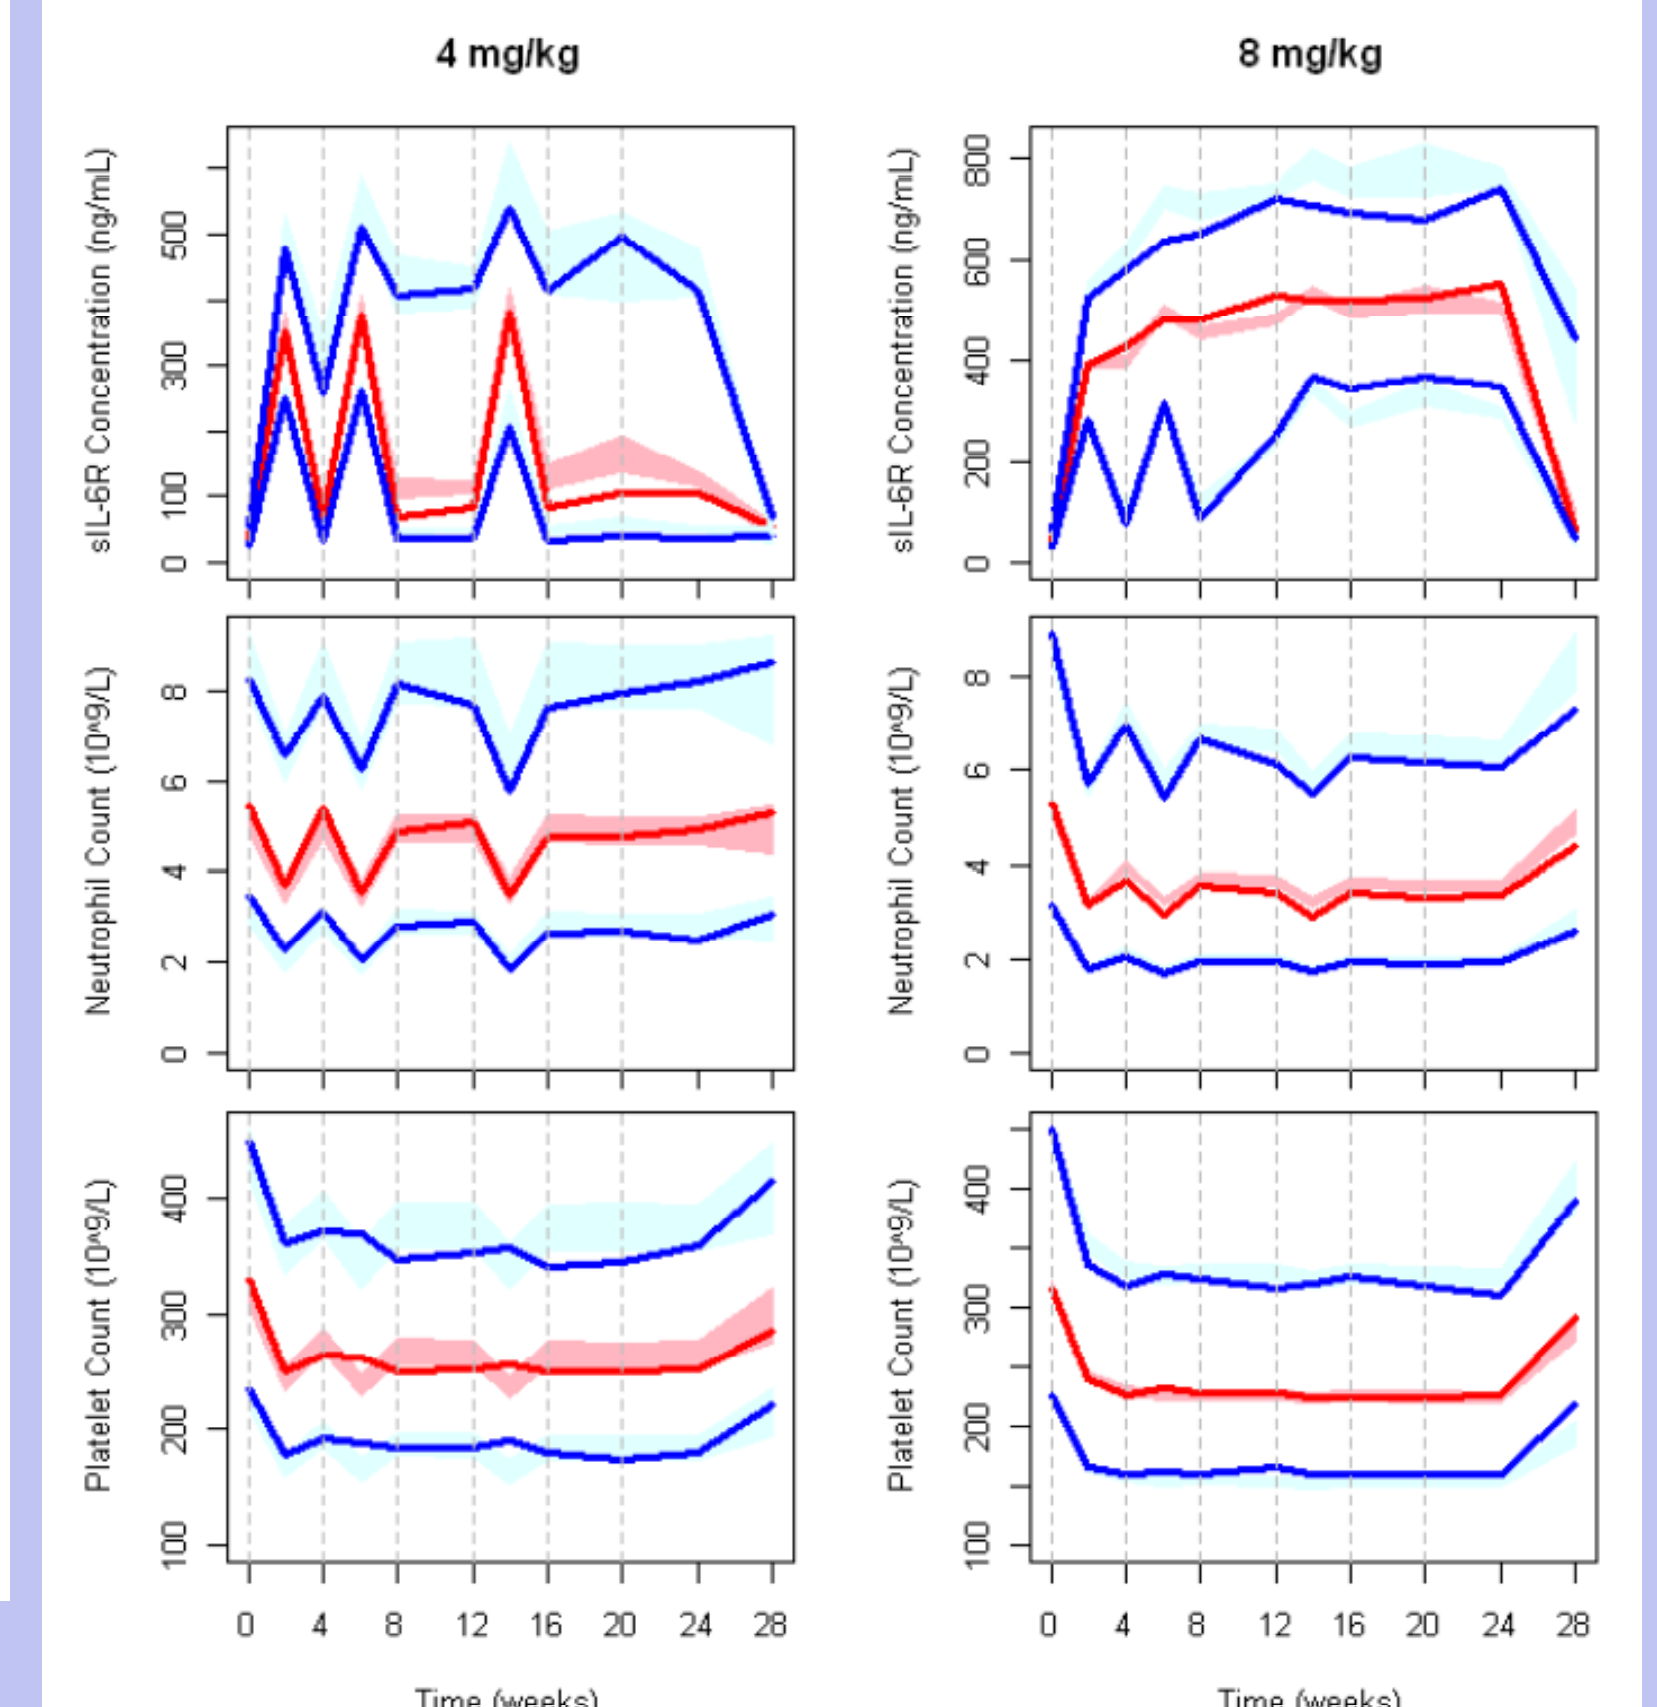 4 mg/kg
8 mg/kg
sIL-6R Concentration (ng/mL)
0 100 300 500
sIL-6R Concentration (ng/mL)
0 200 400 600 800
Neutrophil Count (10^9/L)
0 2 4 6 8
Neutrophil Count (10^9/L)
0 2 4 6 8
Platelet Count (10^9/L)
100 200 300 400
Platelet Count (10^9/L)
100 200 300 400
0 4 8 12 16 20 24 28
0 4 8 12 16 20 24 28
Time (weeks)
Time (weeks)